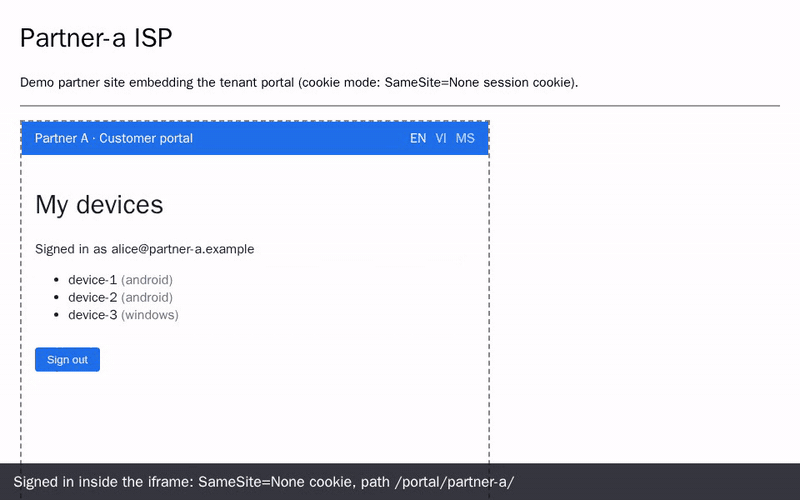 Partner-a ISP
Demo partner site embedding the tenant portal (cookie mode: SameSite=None session cookie).
Partner A · Customer portal EN VI MS
My devices
Signed in as alice@partner-a.example
• device-1 (android)
• device-2 (android)
• device-3 (windows)
Sign out
Signed in inside the iframe: SameSite=None cookie, path /portal/partner-a/